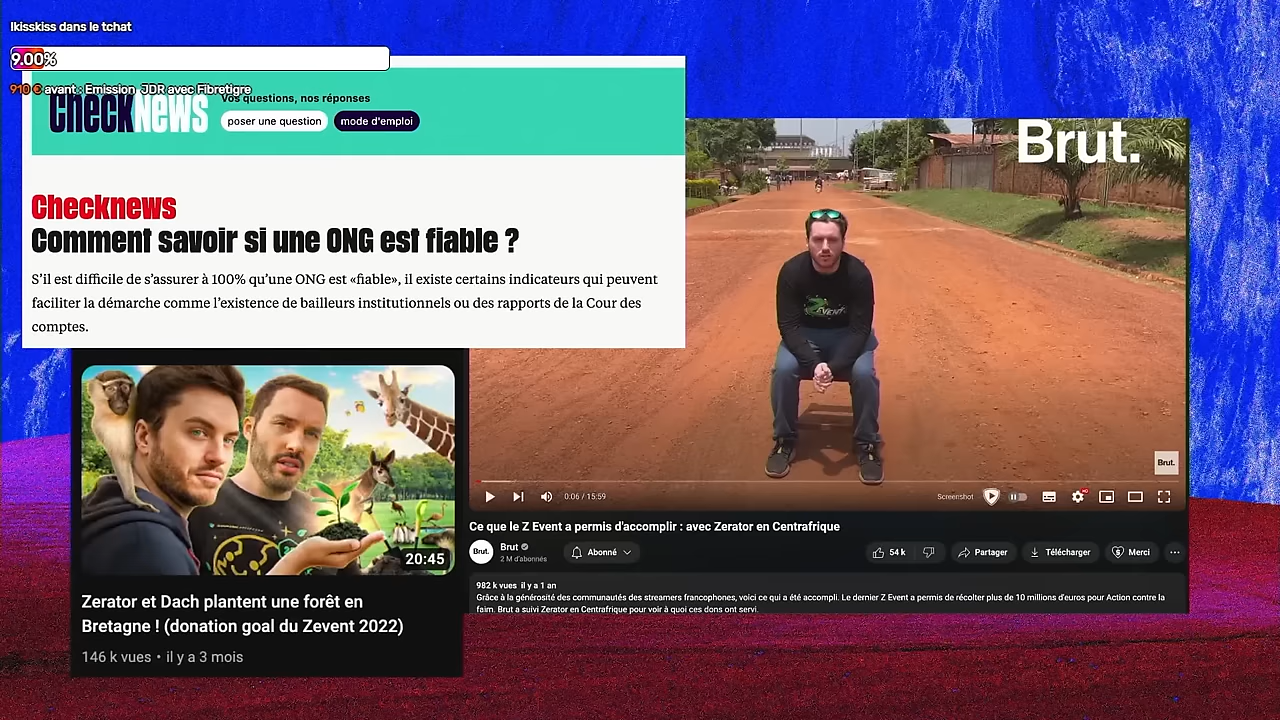 Ikisskiss dans le tchat
9.00%
910 € avant : Emission JDR avec Fibretigre
CheckNEWS
Vos questions, nos réponses
poser une question
mode d'emploi
Checknews
Comment savoir si une ONG est fiable ?
S'il est difficile de s'assurer à 100% qu'une ONG est «fiable», il existe certains indicateurs qui peuvent
faciliter la démarche comme l'existence de bailleurs institutionnels ou des rapports de la Cour des
comptes.
Brut.
ZEVENT
Brut.
0:06 / 15:59
Screenshot
Ce que le Z Event a permis d'accomplir : avec Zerator en Centrafrique
Brut.
Brut
2 M d'abonnés
Abonné
54 k
Partager
Télécharger
Merci
982 k vues il y a 1 an
Grâce à la générosité des communautés des streamers francophones, voici ce qui a été accompli. Le dernier Z Event a permis de récolter plus de 10 millions d'euros pour Action contre la
faim. Brut a suivi Zerator en Centrafrique pour voir à quoi ces dons ont servi.
20:45
Zerator et Dach plantent une forêt en
Bretagne ! (donation goal du Zevent 2022)
146 k vues • il y a 3 mois